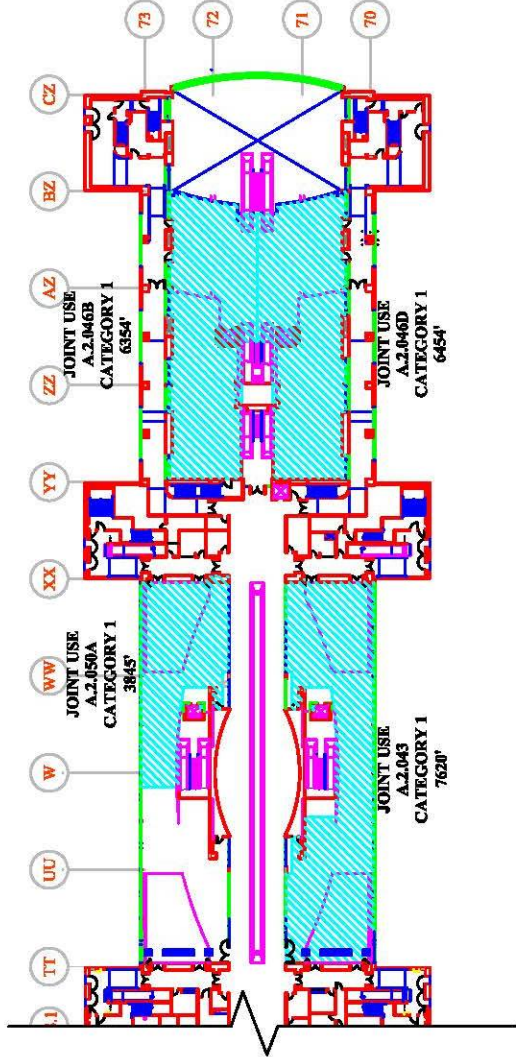 73
72
71
70
CZ
BZ
AZ
ZZ
YY
XX
WW
W
UU
TT
JOINT USE
A.2.046B
CATEGORY 1
6354'
JOINT USE
A.2.046D
CATEGORY 1
6454'
JOINT USE
A.2.050A
CATEGORY 1
3845'
JOINT USE
A.2.043
CATEGORY 1
7620'